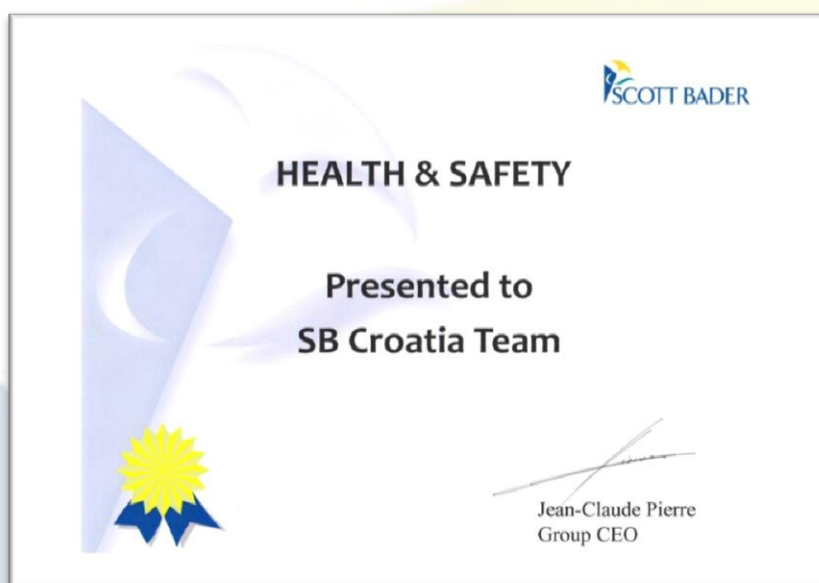 SCOTT BADER
HEALTH & SAFETY
Presented to
SB Croatia Team
Jean-Claude Pierre
Group CEO